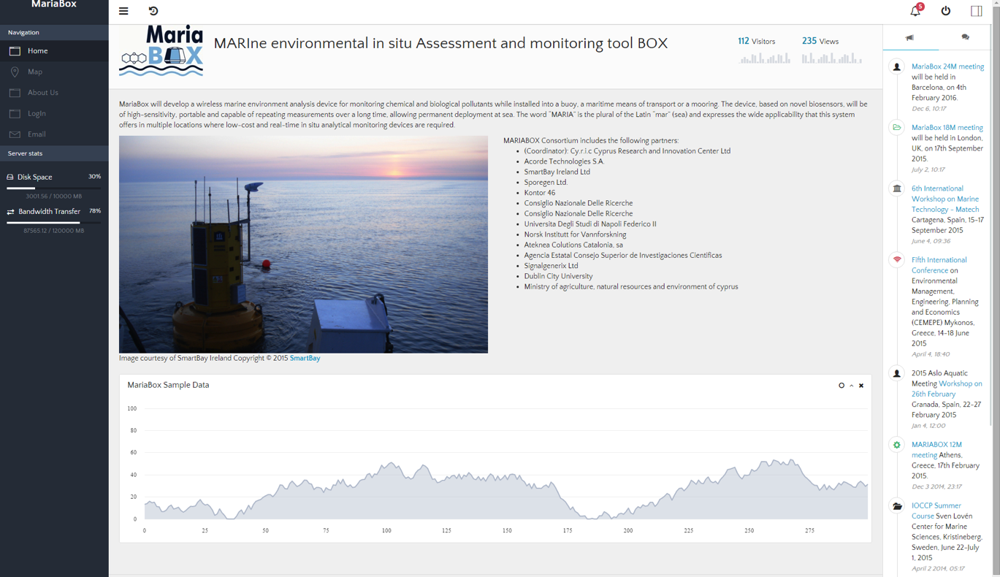 MariaBox
Navigation
Home
Map
About Us
LogIn
Email
Server stats
Disk Space 30%
3001.56 / 10000 MB
Bandwidth Transfer 78%
87565.12 / 120000 MB
5
Maria
BOX
MARIne environmental in situ Assessment and monitoring tool BOX
112 Visitors
235 Views
MariaBox will develop a wireless marine environment analysis device for monitoring chemical and biological pollutants while installed into a buoy, a maritime means of transport or a mooring. The device, based on novel biosensors, will be
of high-sensitivity, portable and capable of repeating measurements over a long time, allowing permanent deployment at sea. The word "MARIA" is the plural of the Latin "mar" (sea) and expresses the wide applicability that this system
offers in multiple locations where low-cost and real-time in situ analytical monitoring devices are required.
MARIABOX Consortium includes the following partners:
• (Coordinator): Cy.r.i.c Cyprus Research and Innovation Center Ltd
• Acorde Technologies S.A.
• SmartBay Ireland Ltd
• Sporegen Ltd.
• Kontor 46
• Consiglio Nazionale Delle Ricerche
• Consiglio Nazionale Delle Ricerche
• Universita Degli Studi di Napoli Federico II
• Norsk Institutt for Vannforskning
• Ateknea Colutions Catalonia, sa
• Agencia Estatal Consejo Superior de Investigaciones Cientificas
• Signalgenerix Ltd
• Dublin City University
• Ministry of agriculture, natural resources and environment of cyprus
Image courtesy of SmartBay Ireland Copyright © 2015 SmartBay
MariaBox Sample Data
100
80
60
40
20
0
0 25 50 75 100 125 150 175 200 225 250 275
MariaBox 24M meeting
will be held in
Barcelona, on 4th
February 2016.
Dec 6, 10:17
MariaBox 18M meeting
will be held in London,
UK, on 17th September
2015.
July 2, 10:17
6th International
Workshop on Marine
Technology - Matech
Cartagena, Spain, 15-17
September 2015
June 4, 09:36
Fifth International
Conference on
Environmental
Management,
Engineering, Planning
and Economics
(CEMEPE) Mykonos,
Greece, 14-18 June
2015
April 4, 18:40
2015 Aslo Aquatic
Meeting Workshop on
26th February
Granada, Spain, 22-27
February 2015
Jan 4, 12:00
MARIABOX 12M
meeting Athens,
Greece, 17th February
2015.
Dec 3 2014, 23:17
IOCCP Summer
Course Sven Lovén
Center for Marine
Sciences, Kristineberg,
Sweden, June 22-July
1, 2015
April 2 2014, 05:17